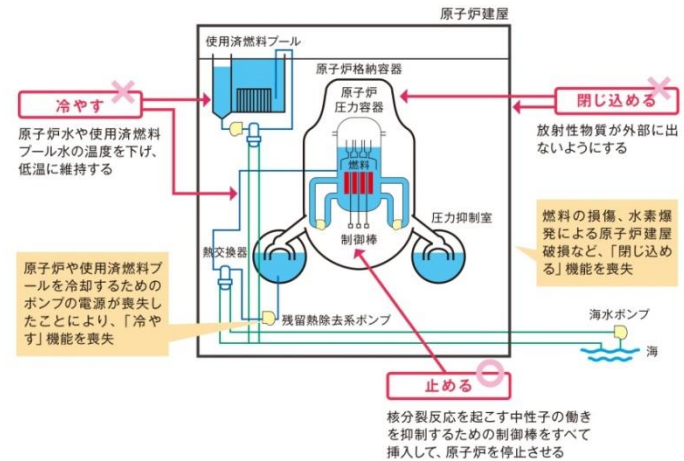 原子炉建屋
使用済燃料プール
原子炉格納容器
原子炉
圧力容器
冷やす
原子炉水や使用済燃料
プール水の温度を下げ、
低温に維持する
閉じ込める
放射性物質が外部に出
ないようにする
燃料
圧力抑制室
制御棒
熱交換器
燃料の損傷、水素爆
発による原子炉建屋
破損など、「閉じ込め
る」機能を喪失
原子炉や使用済燃料プ
ールを冷却するための
ポンプの電源が喪失し
たことにより、「冷や
す」機能を喪失
残留熱除去系ポンプ
海水ポンプ
海
止める
核分裂反応を起こす中性子の働き
を抑制するための制御棒をすべて
挿入して、原子炉を停止させる